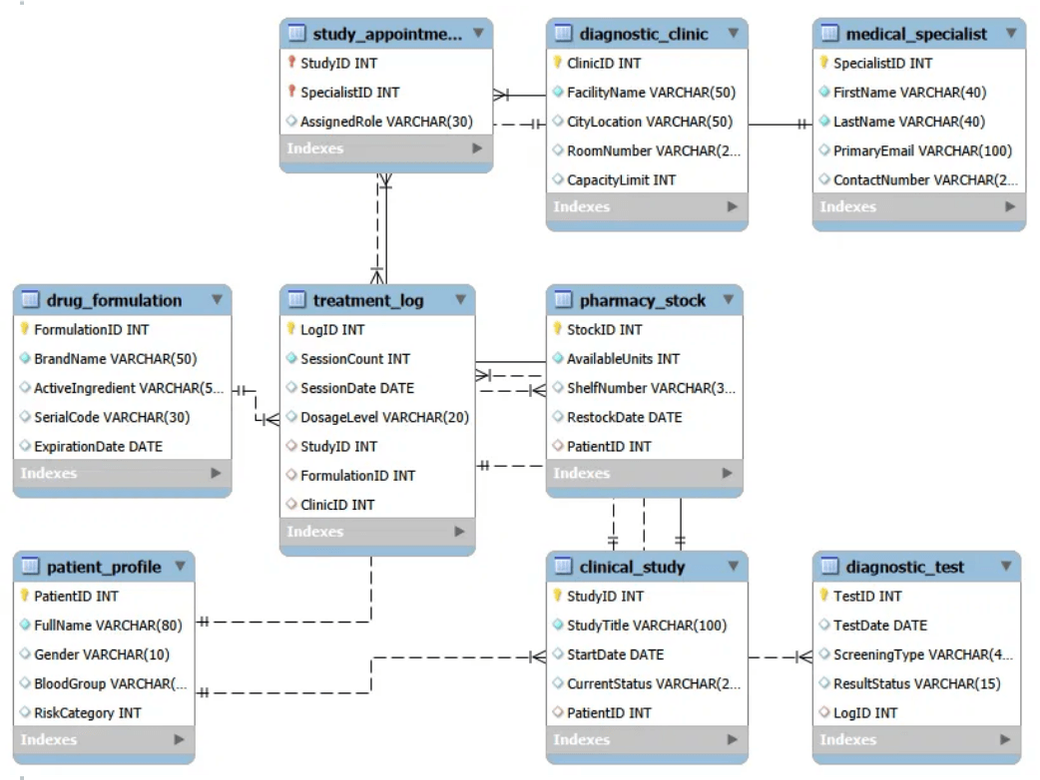 study_appointme...
StudyID INT
SpecialistID INT
AssignedRole VARCHAR(30)
Indexes
diagnostic_clinic
ClinicID INT
FacilityName VARCHAR(50)
CityLocation VARCHAR(50)
RoomNumber VARCHAR(2...
CapacityLimit INT
Indexes
medical_specialist
SpecialistID INT
FirstName VARCHAR(40)
LastName VARCHAR(40)
PrimaryEmail VARCHAR(100)
ContactNumber VARCHAR(2...
Indexes
drug_formulation
FormulationID INT
BrandName VARCHAR(50)
ActiveIngredient VARCHAR(5...
SerialCode VARCHAR(30)
ExpirationDate DATE
Indexes
treatment_log
LogID INT
SessionCount INT
SessionDate DATE
DosageLevel VARCHAR(20)
StudyID INT
FormulationID INT
ClinicID INT
Indexes
pharmacy_stock
StockID INT
AvailableUnits INT
ShelfNumber VARCHAR(3...
RestockDate DATE
PatientID INT
Indexes
patient_profile
PatientID INT
FullName VARCHAR(80)
Gender VARCHAR(10)
BloodGroup VARCHAR(...
RiskCategory INT
Indexes
clinical_study
StudyID INT
StudyTitle VARCHAR(100)
StartDate DATE
CurrentStatus VARCHAR(2...
PatientID INT
Indexes
diagnostic_test
TestID INT
TestDate DATE
ScreeningType VARCHAR(4...
ResultStatus VARCHAR(15)
LogID INT
Indexes